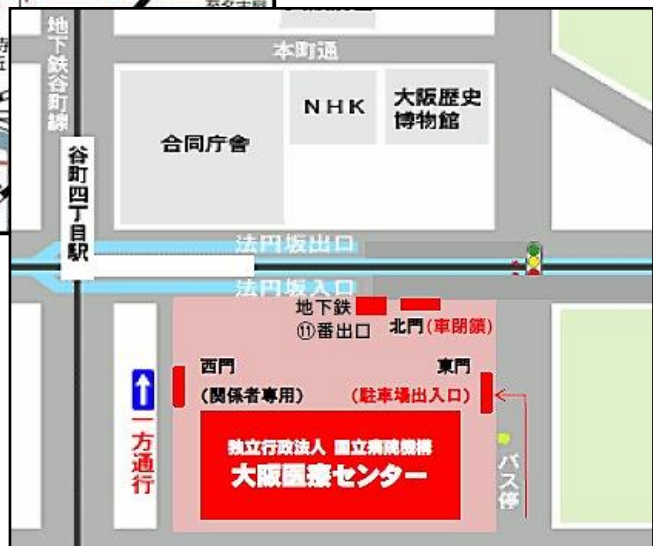 地下鉄谷町線
本町通
NHK
大阪歴史
博物館
合同庁舎
谷町四丁目駅
法円坂出口
法円坂入口
地下鉄
⑪番出口
北門(車閉鎖)
西門
(関係者専用)
東門
(駐車場出入口)
一方通行
独立行政法人 国立病院機構
大阪医療センター
バス停